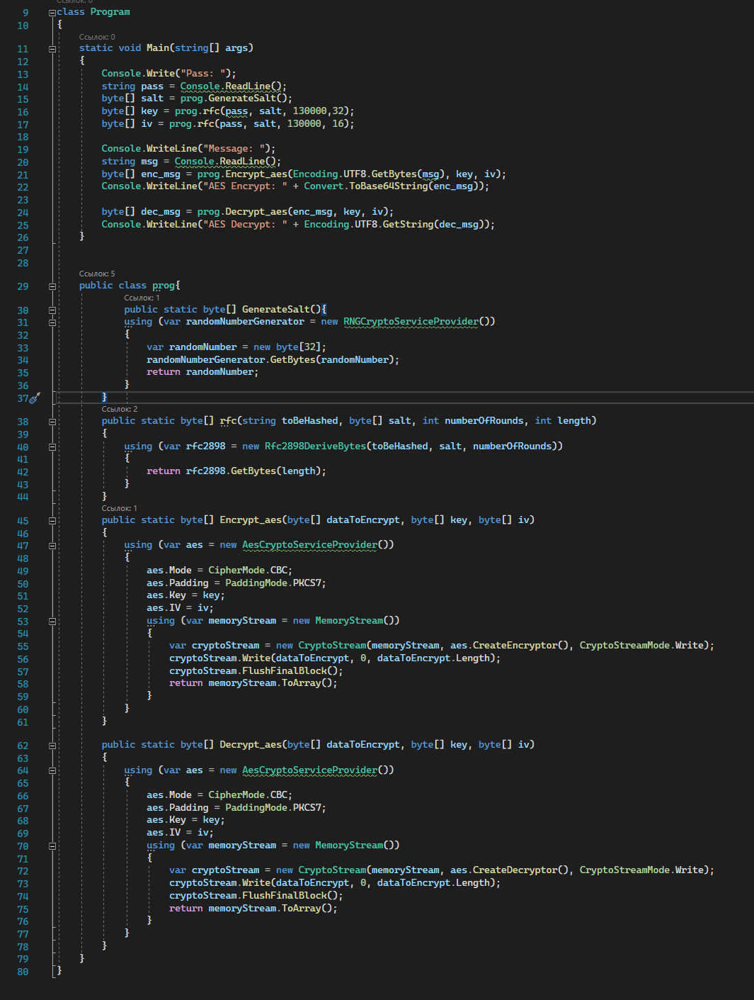 Ссылок: 0
9 class Program
10 {
Ссылок: 0
11 static void Main(string[] args)
12 {
13 Console.Write("Pass: ");
14 string pass = Console.ReadLine();
15 byte[] salt = prog.GenerateSalt();
16 byte[] key = prog.rfc(pass, salt, 130000,32);
17 byte[] iv = prog.rfc(pass, salt, 130000, 16);
18
19 Console.WriteLine("Message: ");
20 string msg = Console.ReadLine();
21 byte[] enc_msg = prog.Encrypt_aes(Encoding.UTF8.GetBytes(msg), key, iv);
22 Console.WriteLine("AES Encrypt: " + Convert.ToBase64String(enc_msg));
23
24 byte[] dec_msg = prog.Decrypt_aes(enc_msg, key, iv);
25 Console.WriteLine("AES Decrypt: " + Encoding.UTF8.GetString(dec_msg));
26 }
27
28
Ссылок: 5
29 public class prog{
Ссылок: 1
30 public static byte[] GenerateSalt(){
31 using (var randomNumberGenerator = new RNGCryptoServiceProvider())
32 {
33 var randomNumber = new byte[32];
34 randomNumberGenerator.GetBytes(randomNumber);
35 return randomNumber;
36 }
37 }
Ссылок: 2
38 public static byte[] rfc(string toBeHashed, byte[] salt, int numberOfRounds, int length)
39 {
40 using (var rfc2898 = new Rfc2898DeriveBytes(toBeHashed, salt, numberOfRounds))
41 {
42 return rfc2898.GetBytes(length);
43 }
44 }
Ссылок: 1
45 public static byte[] Encrypt_aes(byte[] dataToEncrypt, byte[] key, byte[] iv)
46 {
47 using (var aes = new AesCryptoServiceProvider())
48 {
49 aes.Mode = CipherMode.CBC;
50 aes.Padding = PaddingMode.PKCS7;
51 aes.Key = key;
52 aes.IV = iv;
53 using (var memoryStream = new MemoryStream())
54 {
55 var cryptoStream = new CryptoStream(memoryStream, aes.CreateEncryptor(), CryptoStreamMode.Write);
56 cryptoStream.Write(dataToEncrypt, 0, dataToEncrypt.Length);
57 cryptoStream.FlushFinalBlock();
58 return memoryStream.ToArray();
59 }
60 }
61 }
62 public static byte[] Decrypt_aes(byte[] dataToEncrypt, byte[] key, byte[] iv)
63 {
64 using (var aes = new AesCryptoServiceProvider())
65 {
66 aes.Mode = CipherMode.CBC;
67 aes.Padding = PaddingMode.PKCS7;
68 aes.Key = key;
69 aes.IV = iv;
70 using (var memoryStream = new MemoryStream())
71 {
72 var cryptoStream = new CryptoStream(memoryStream, aes.CreateDecryptor(), CryptoStreamMode.Write);
73 cryptoStream.Write(dataToEncrypt, 0, dataToEncrypt.Length);
74 cryptoStream.FlushFinalBlock();
75 return memoryStream.ToArray();
76 }
77 }
78 }
79 }
80 }